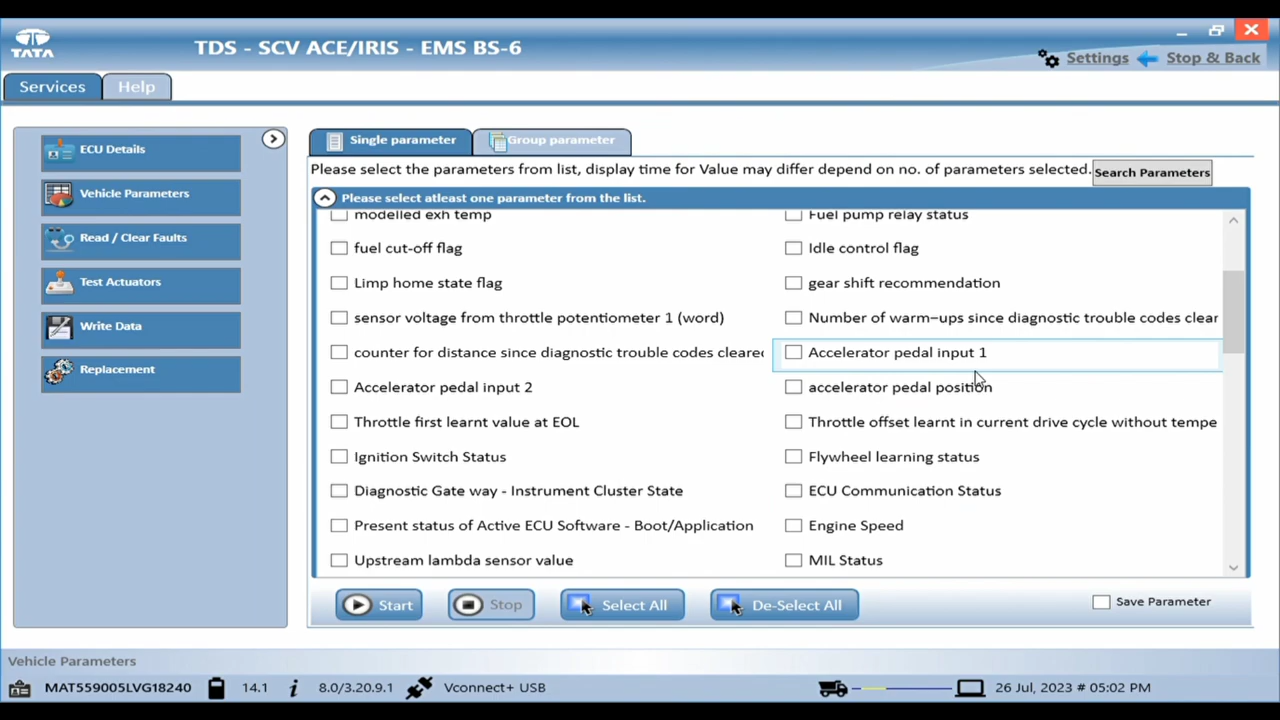 TATA
TDS - SCV ACE/IRIS - EMS BS-6
Settings
Stop & Back
Services
Help
ECU Details
Vehicle Parameters
Read / Clear Faults
Test Actuators
Write Data
Replacement
Single parameter
Group parameter
Please select the parameters from list, display time for Value may differ depend on no. of parameters selected.
Search Parameters
Please select atleast one parameter from the list.
modelled exh temp
Fuel pump relay status
fuel cut-off flag
Idle control flag
Limp home state flag
gear shift recommendation
sensor voltage from throttle potentiometer 1 (word)
Number of warm-ups since diagnostic trouble codes clear
counter for distance since diagnostic trouble codes cleared
Accelerator pedal input 1
Accelerator pedal input 2
accelerator pedal position
Throttle first learnt value at EOL
Throttle offset learnt in current drive cycle without tempe
Ignition Switch Status
Flywheel learning status
Diagnostic Gate way - Instrument Cluster State
ECU Communication Status
Present status of Active ECU Software - Boot/Application
Engine Speed
Upstream lambda sensor value
MIL Status
Start
Stop
Select All
De-Select All
Save Parameter
Vehicle Parameters
MAT559005LVG18240
14.1
8.0/3.20.9.1
Vconnect+ USB
26 Jul, 2023 # 05:02 PM